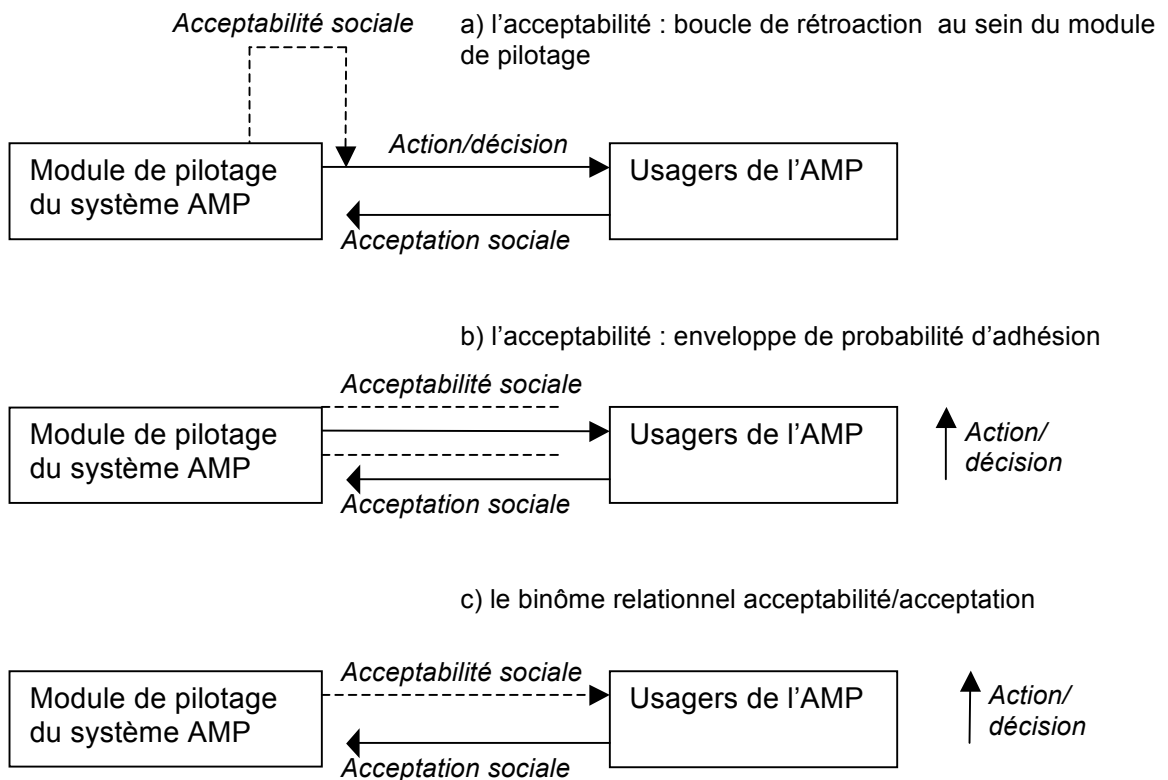 Acceptabilité sociale
a) l’acceptabilité : boucle de rétroaction au sein du module
de pilotage
Action/décision
Module de pilotage
du système AMP
Usagers de l’AMP
Acceptation sociale
b) l’acceptabilité : enveloppe de probabilité d’adhésion
Acceptabilité sociale
Module de pilotage
du système AMP
Usagers de l’AMP
Action/
décision
Acceptation sociale
c) le binôme relationnel acceptabilité/acceptation
Acceptabilité sociale
Module de pilotage
du système AMP
Usagers de l’AMP
Action/
décision
Acceptation sociale